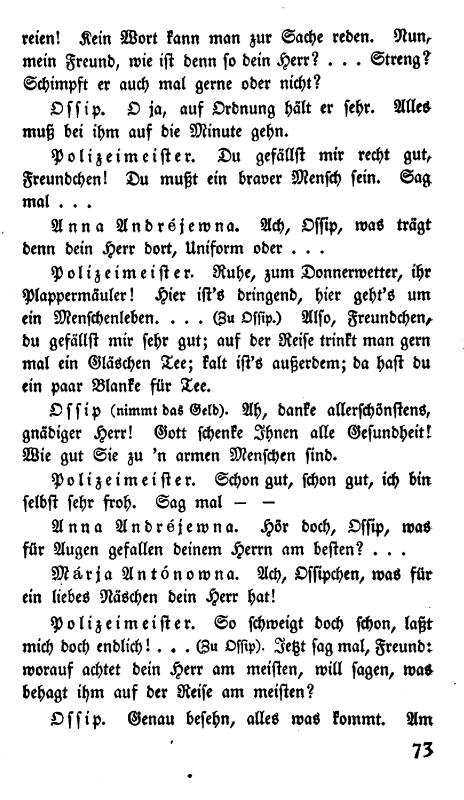 reien! Kein Wort kann man zur Sache reden. Nun,
mein Freund, wie ist denn so dein Herr? . . . Streng?
Schimpft er auch mal gerne oder nicht?
Ossip. O ja, auf Ordnung hält er sehr. Alles
muß bei ihm auf die Minute gehn.
Polizeimeister. Du gefällst mir recht gut,
Freundchen! Du mußt ein braver Mensch sein. Sag
mal . . .
Anna Andréjewna. Ach, Ossip, was trägt
denn dein Herr dort, Uniform oder . . .
Polizeimeister. Ruhe, zum Donnerwetter, ihr
Plappermäuler! Hier ist's dringend, hier geht's um
ein Menschenleben. . . . (Zu Ossip.) Also, Freundchen,
du gefällst mir sehr gut; auf der Reise trinkt man gern
mal ein Gläschen Tee; kalt ist's außerdem; da hast du
ein paar Blanke für Tee.
Ossip (nimmt das Geld). Ah, danke allerschönstens,
gnädiger Herr! Gott schenke Ihnen alle Gesundheit!
Wie gut Sie zu 'n armen Menschen sind.
Polizeimeister. Schon gut, schon gut, ich bin
selbst sehr froh. Sag mal — —
Anna Andréjewna. Hör doch, Ossip, was
für Augen gefallen deinem Herrn am besten? . . .
Márja Antónowna. Ach, Ossipchen, was für
ein liebes Näschen dein Herr hat!
Polizeimeister. So schweigt doch schon, laßt
mich doch endlich! . . . (Zu Ossip). Jetzt sag mal, Freund:
worauf achtet dein Herr am meisten, will sagen, was
behagt ihm auf der Reise am meisten?
Ossip. Genau besehn, alles was kommt. Am
73